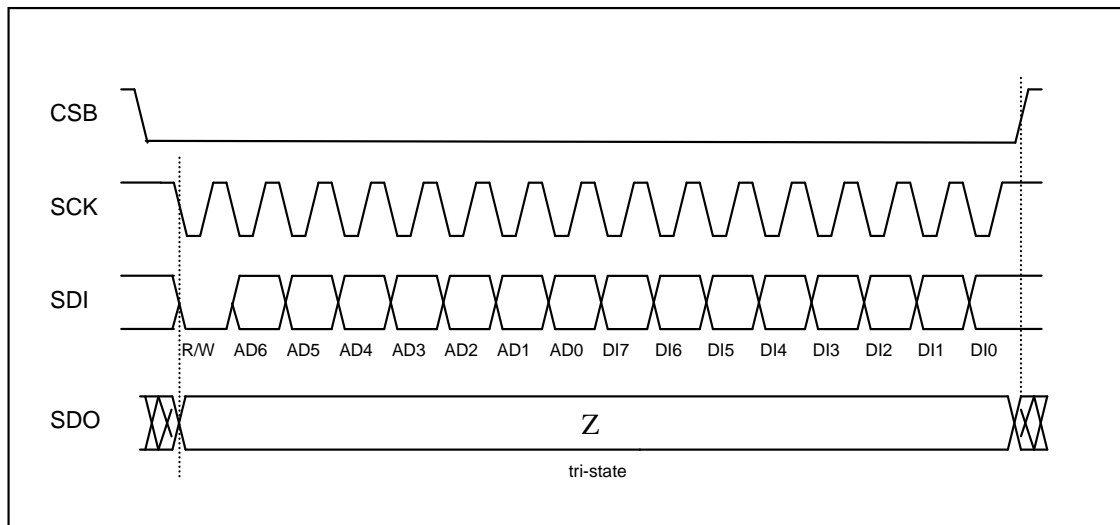 CSB
SCK
SDI
R/W AD6 AD5 AD4 AD3 AD2 AD1 AD0 DI7 DI6 DI5 DI4 DI3 DI2 DI1 DI0
SDO
Z
tri-state